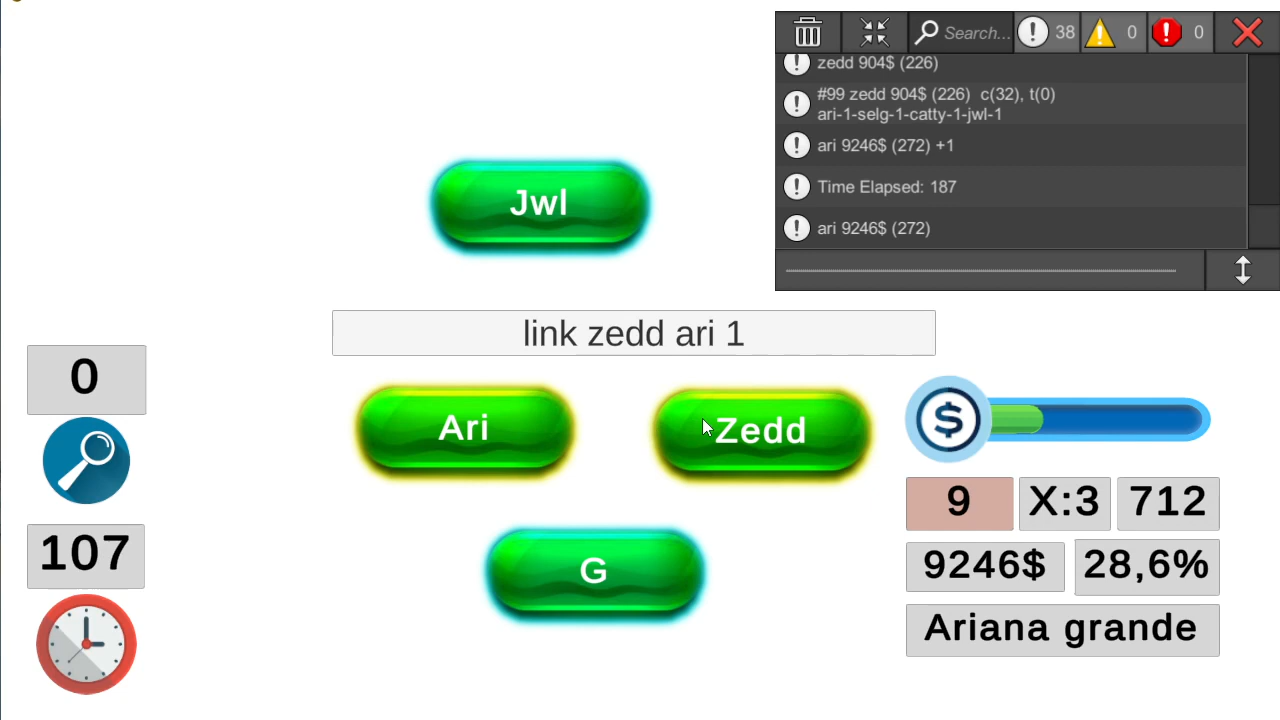 Search...
38
0
0
zedd 904$ (226)
#99 zedd 904$ (226)  c(32), t(0)
ari-1-selg-1-catty-1-jwl-1
ari 9246$ (272) +1
Time Elapsed: 187
ari 9246$ (272)
Jwl
link zedd ari 1
0
Ari
Zedd
$
9
X:3
712
107
G
9246$
28,6%
Ariana grande